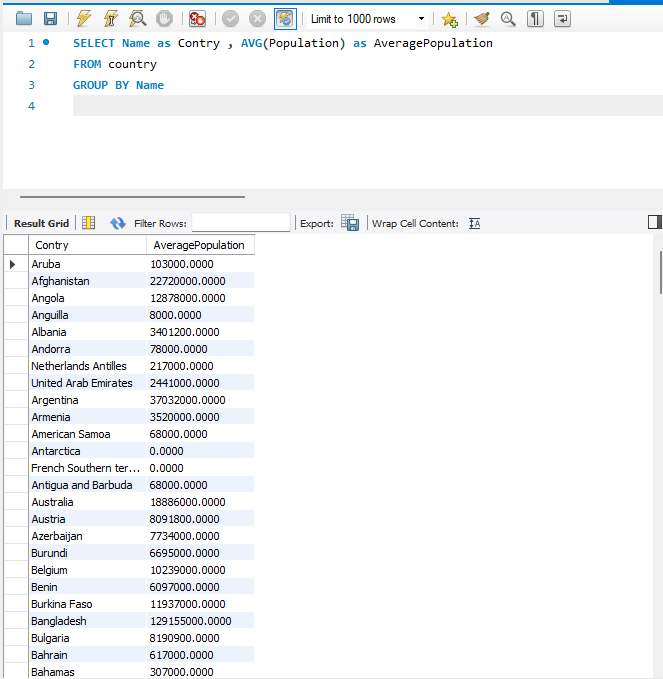 Limit to 1000 rows
1 SELECT Name as Contry , AVG(Population) as AveragePopulation
2 FROM country
3 GROUP BY Name
4
Result Grid Filter Rows: Export: Wrap Cell Content:
Contry AveragePopulation
Aruba 103000.0000
Afghanistan 22720000.0000
Angola 12878000.0000
Anguilla 8000.0000
Albania 3401200.0000
Andorra 78000.0000
Netherlands Antilles 217000.0000
United Arab Emirates 2441000.0000
Argentina 37032000.0000
Armenia 3520000.0000
American Samoa 68000.0000
Antarctica 0.0000
French Southern ter... 0.0000
Antigua and Barbuda 68000.0000
Australia 18886000.0000
Austria 8091800.0000
Azerbaijan 7734000.0000
Burundi 6695000.0000
Belgium 10239000.0000
Benin 6097000.0000
Burkina Faso 11937000.0000
Bangladesh 129155000.0000
Bulgaria 8190900.0000
Bahrain 617000.0000
Bahamas 307000.0000